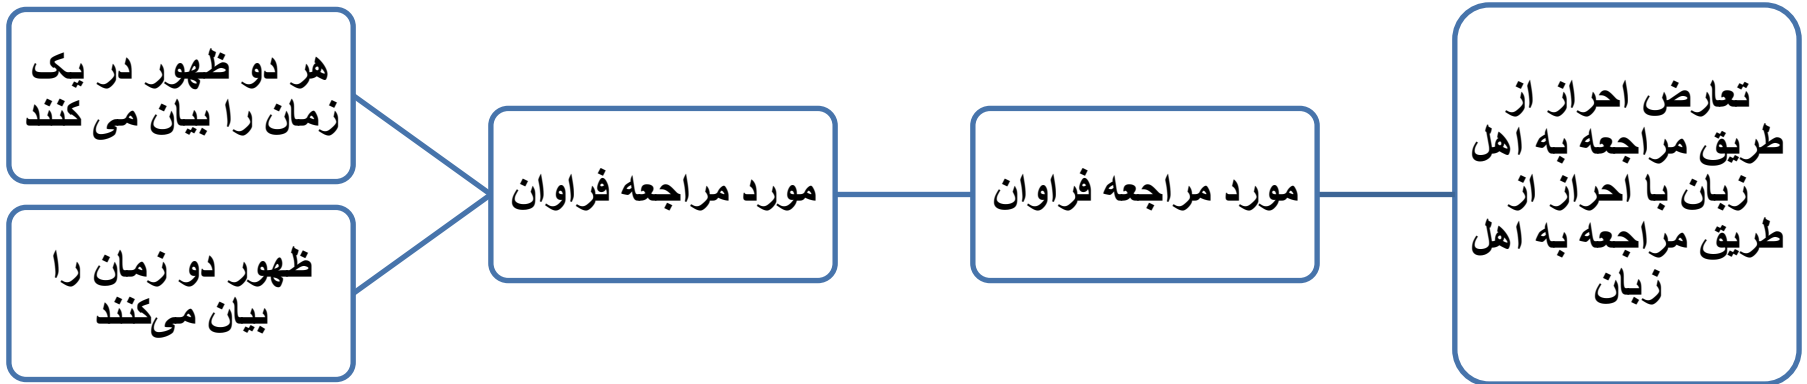 تعارض احراز از
طریق مراجعه به اهل
زبان با احراز از
طریق مراجعه به اهل
زبان
مورد مراجعه فراوان
مورد مراجعه فراوان
هر دو ظهور در یک
زمان را بیان می کنند
ظهور دو زمان را
بیان می‌کنند